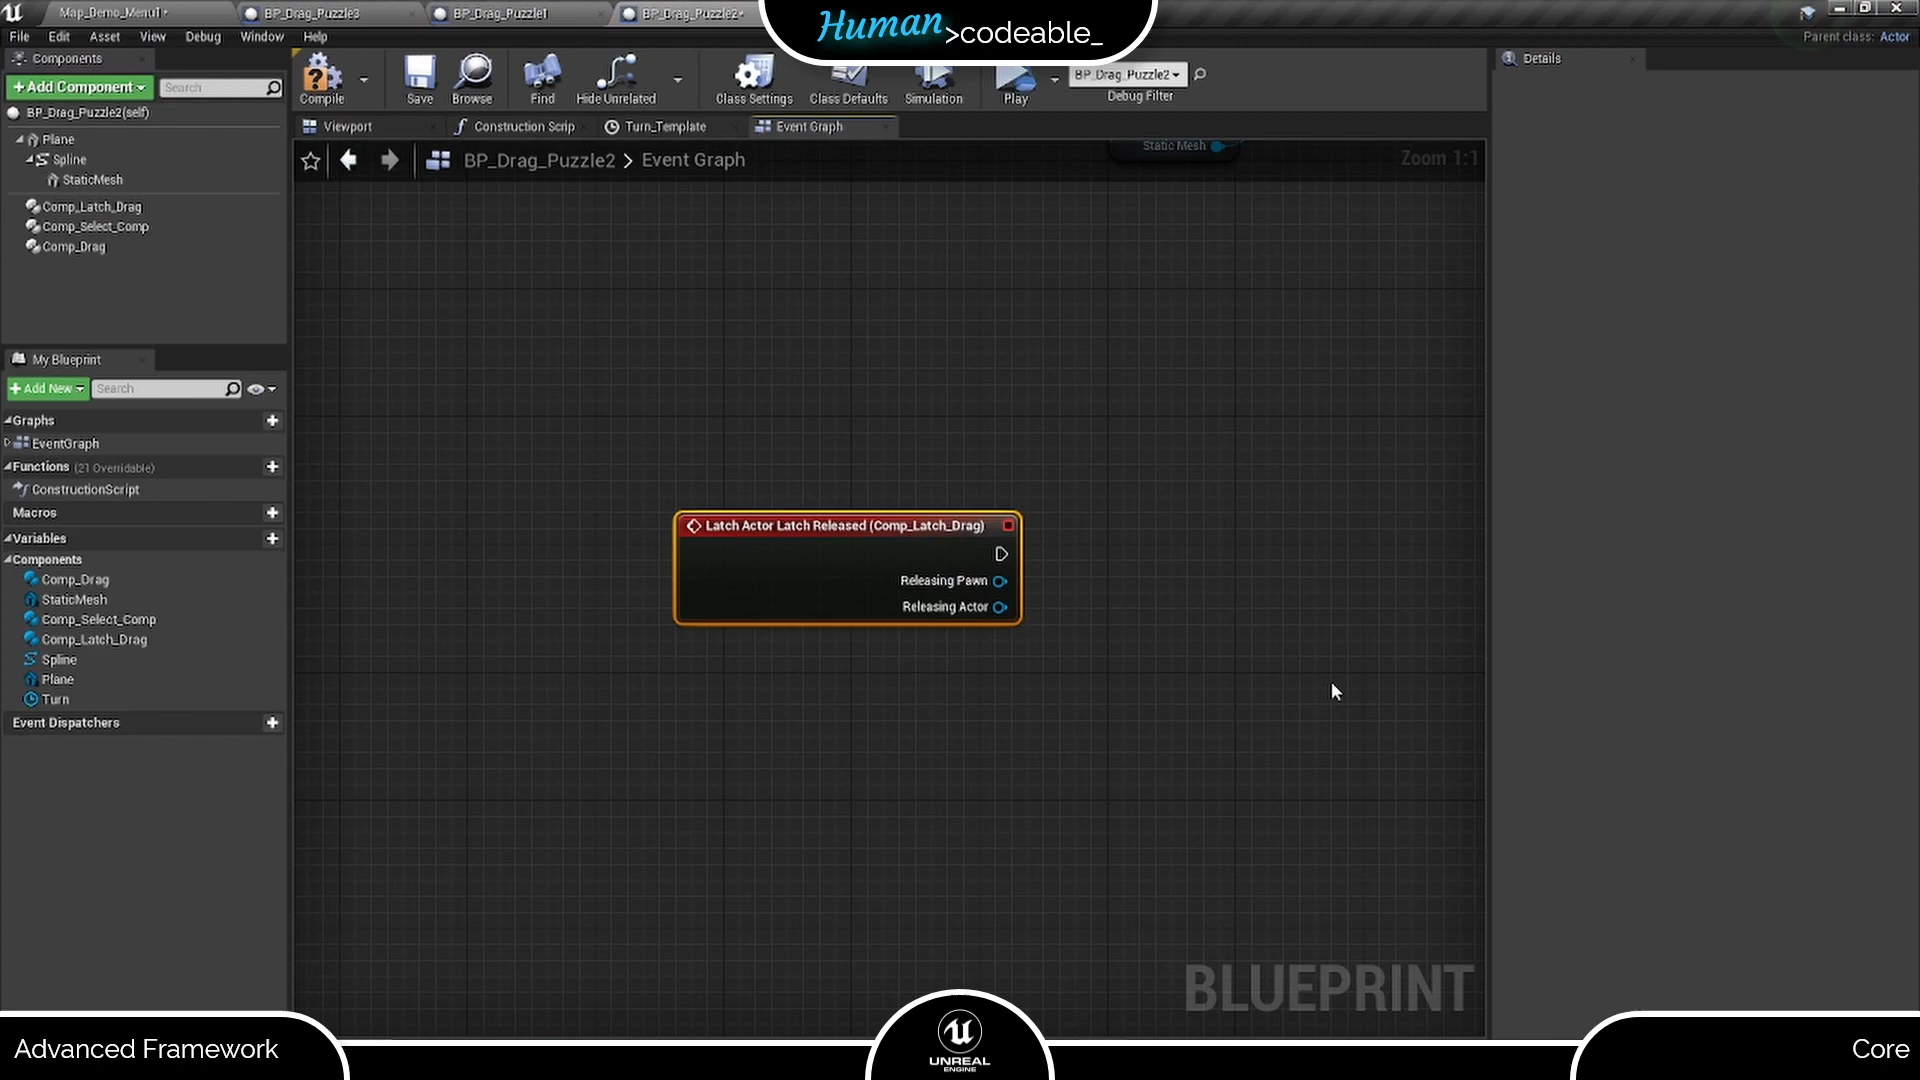 Map_Demo_Menu1*
BP_Drag_Puzzle3
BP_Drag_Puzzle1
BP_Drag_Puzzle2*
Human >codeable_
File Edit Asset View Debug Window Help
Parent class: Actor
Components
+Add Component
Search
BP_Drag_Puzzle2(self)
Plane
Spline
StaticMesh
Comp_Latch_Drag
Comp_Select_Comp
Comp_Drag
Compile
Save
Browse
Find
Hide Unrelated
Class Settings
Class Defaults
Simulation
Play
BP_Drag_Puzzle2
Debug Filter
Details
Viewport
Construction Scrip
Turn_Template
Event Graph
BP_Drag_Puzzle2 > Event Graph
Static Mesh
Zoom 1:1
My Blueprint
+Add New
Search
Graphs
EventGraph
Functions (21 Overridable)
ConstructionScript
Macros
Variables
Components
Comp_Drag
StaticMesh
Comp_Select_Comp
Comp_Latch_Drag
Spline
Plane
Turn
Event Dispatchers
Latch Actor Latch Released (Comp_Latch_Drag)
Releasing Pawn
Releasing Actor
BLUEPRINT
Advanced Framework
UNREAL
ENGINE
Core